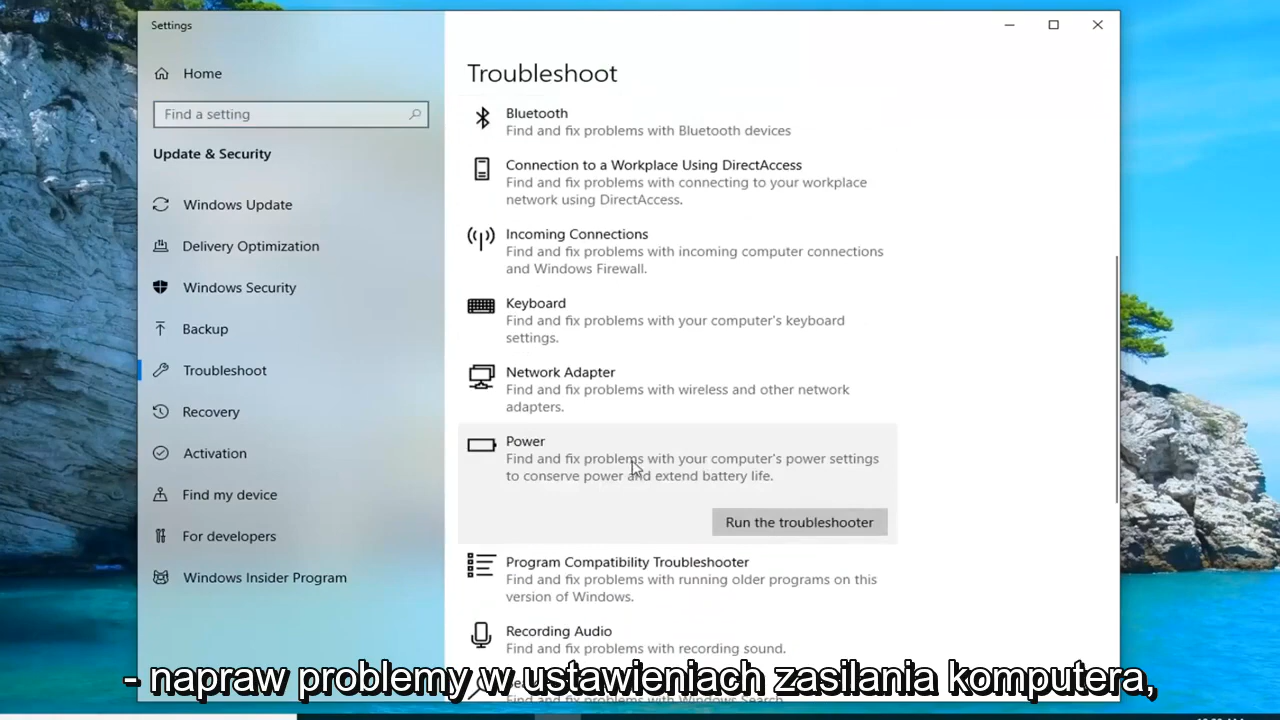 Settings
Home
Find a setting
Update & Security
Windows Update
Delivery Optimization
Windows Security
Backup
Troubleshoot
Recovery
Activation
Find my device
For developers
Windows Insider Program
Troubleshoot
Bluetooth
Find and fix problems with Bluetooth devices
Connection to a Workplace Using DirectAccess
Find and fix problems with connecting to your workplace
network using DirectAccess.
Incoming Connections
Find and fix problems with incoming computer connections
and Windows Firewall.
Keyboard
Find and fix problems with your computer's keyboard
settings.
Network Adapter
Find and fix problems with wireless and other network
adapters.
Power
Find and fix problems with your computer's power settings
to conserve power and extend battery life.
Run the troubleshooter
Program Compatibility Troubleshooter
Find and fix problems with running older programs on this
version of Windows.
Recording Audio
Find and fix problems with recording sound.
- napraw problemy w ustawieniach zasilania komputera,
Find and fix problems with Windows Search